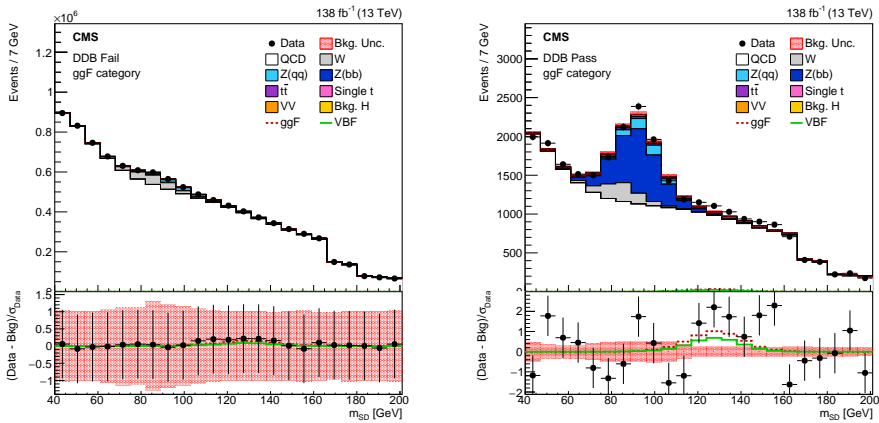 ×10⁶
138 fb⁻¹ (13 TeV)
Events / 7 GeV
CMS
DDB Fail
ggF category
Data
Bkg. Unc.
QCD
W
Z(qq)
Z(bb)
tt̄
Single t
VV
Bkg. H
ggF
VBF
1.2
1
0.8
0.6
0.4
0.2
0
(Data - Bkg)/σData
1.5
1
0.5
0
−0.5
−1
40 60 80 100 120 140 160 180 200
mSD [GeV]
138 fb⁻¹ (13 TeV)
Events / 7 GeV
CMS
DDB Pass
ggF category
Data
Bkg. Unc.
QCD
W
Z(qq)
Z(bb)
tt̄
Single t
VV
Bkg. H
ggF
VBF
3000
2500
2000
1500
1000
500
0
(Data - Bkg)/σData
2
1
0
−1
−2
40 60 80 100 120 140 160 180 200
mSD [GeV]